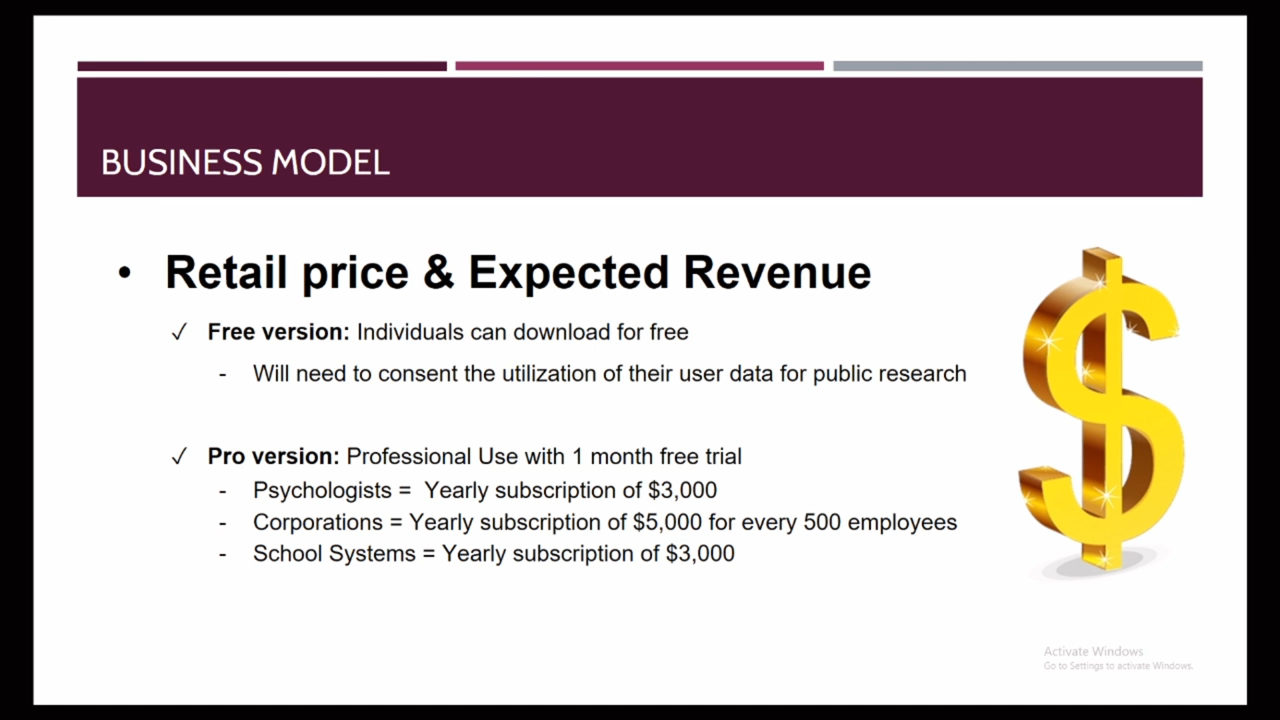 BUSINESS MODEL
• Retail price & Expected Revenue
✓ Free version: Individuals can download for free
- Will need to consent the utilization of their user data for public research
✓ Pro version: Professional Use with 1 month free trial
- Psychologists = Yearly subscription of $3,000
- Corporations = Yearly subscription of $5,000 for every 500 employees
- School Systems = Yearly subscription of $3,000
Activate Windows
Go to Settings to activate Windows.